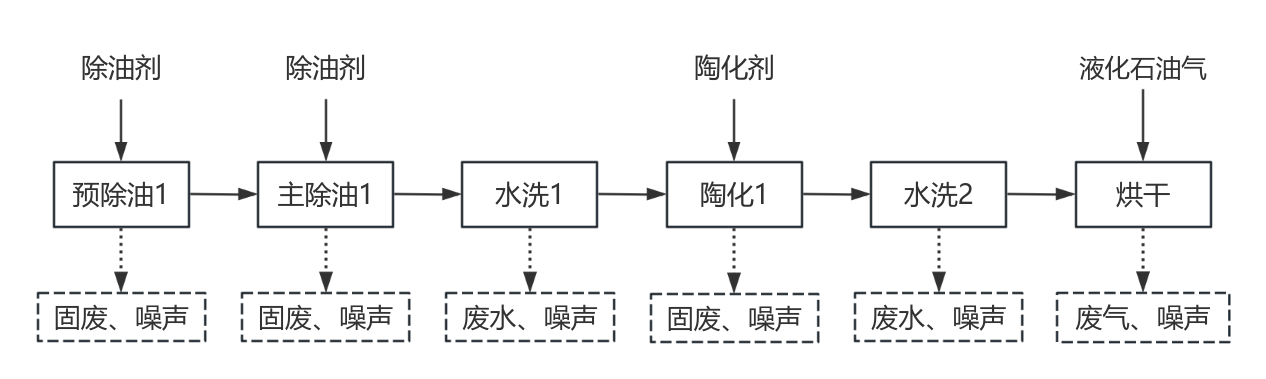 除油剂
除油剂
陶化剂
液化石油气
预除油1
主除油1
水洗1
陶化1
水洗2
烘干
固废、噪声
固废、噪声
废水、噪声
固废、噪声
废水、噪声
废气、噪声